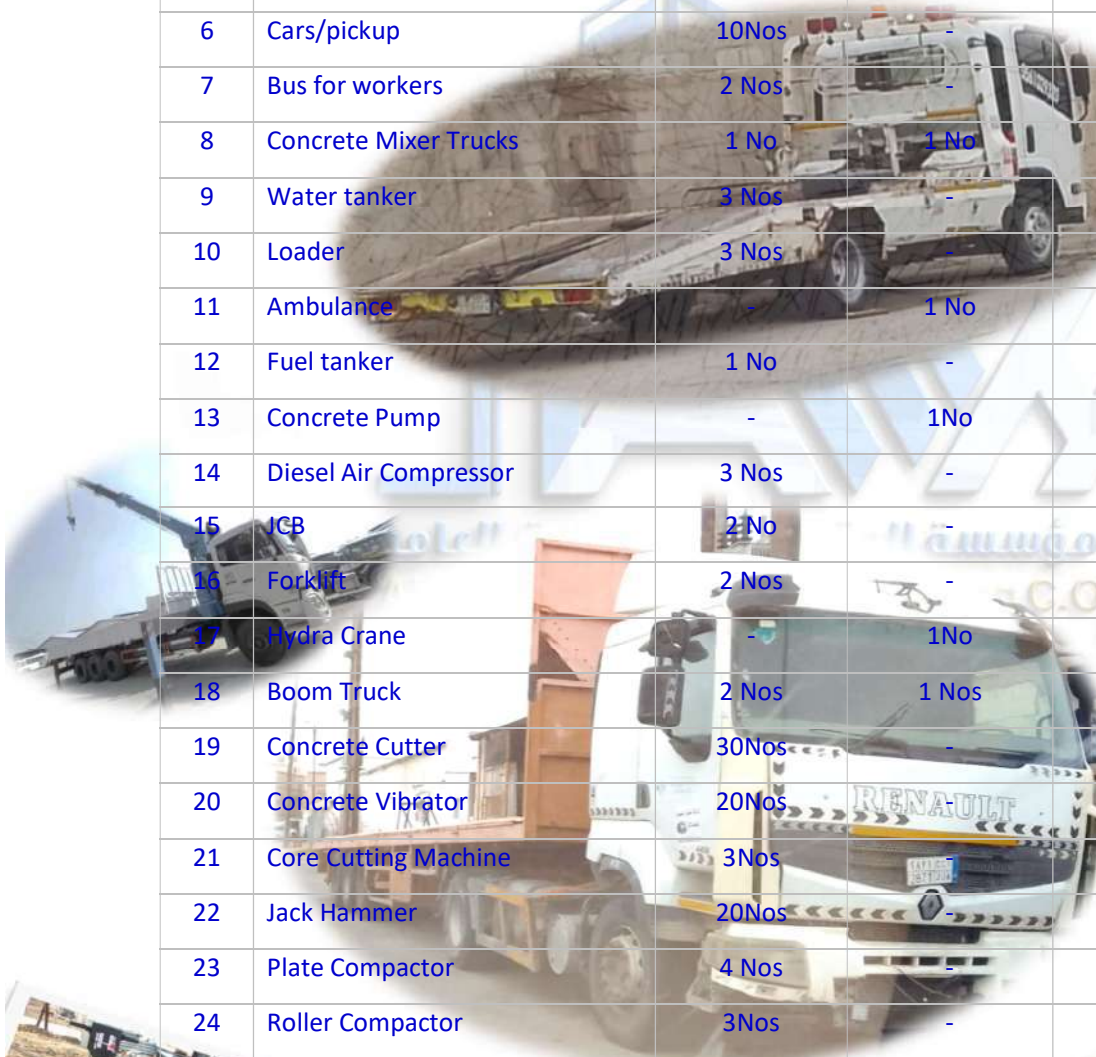 6 Cars/pickup 10Nos -
7 Bus for workers 2 Nos -
8 Concrete Mixer Trucks 1 No 1 No
9 Water tanker 3 Nos -
10 Loader 3 Nos -
11 Ambulance - 1 No
12 Fuel tanker 1 No -
13 Concrete Pump - 1No
14 Diesel Air Compressor 3 Nos -
15 JCB 2 No -
16 Forklift 2 Nos -
17 Hydra Crane - 1No
18 Boom Truck 2 Nos 1 Nos
19 Concrete Cutter 30Nos -
20 Concrete Vibrator 20Nos -
RENAULT
21 Core Cutting Machine 3Nos -
22 Jack Hammer 20Nos -
23 Plate Compactor 4 Nos -
24 Roller Compactor 3Nos -